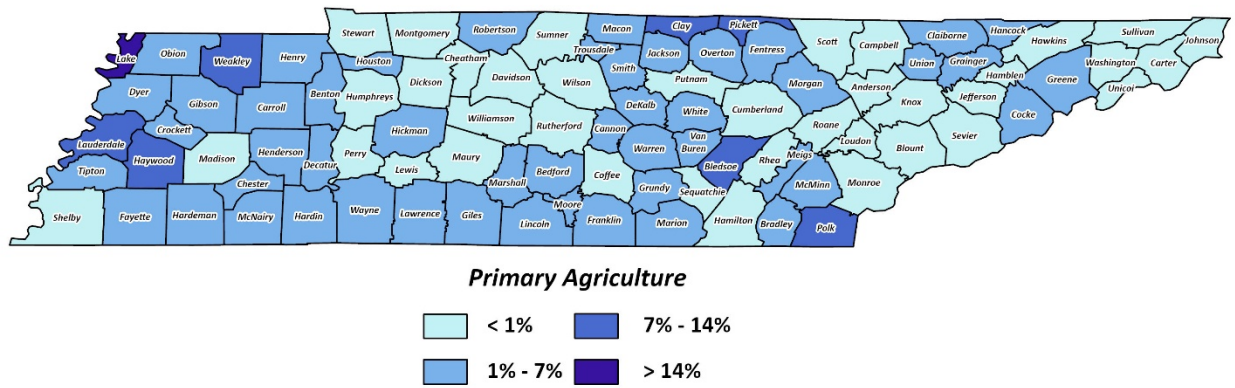 Stewart
Montgomery
Robertson
Sumner
Macon
Clay
Pickett
Scott
Campbell
Claiborne
Hancock
Hawkins
Sullivan
Johnson
Lake
Obion
Weakley
Henry
Houston
Cheatham
Trousdale
Jackson
Overton
Fentress
Union
Grainger
Hamblen
Washington
Carter
Unicoi
Dyer
Gibson
Carroll
Benton
Humphreys
Dickson
Davidson
Wilson
Smith
Putnam
Morgan
Anderson
Knox
Jefferson
Greene
Cocke
Lauderdale
Crockett
Haywood
Madison
Henderson
Decatur
Perry
Hickman
Williamson
Rutherford
Cannon
DeKalb
White
Cumberland
Roane
Loudon
Blount
Sevier
Tipton
Chester
Lewis
Maury
Marshall
Bedford
Coffee
Warren
Van
Buren
Bledsoe
Rhea
Meigs
McMinn
Monroe
Shelby
Fayette
Hardeman
McNairy
Hardin
Wayne
Lawrence
Giles
Lincoln
Moore
Franklin
Grundy
Sequatchie
Marion
Hamilton
Bradley
Polk
Primary Agriculture
< 1%
7% - 14%
1% - 7%
> 14%